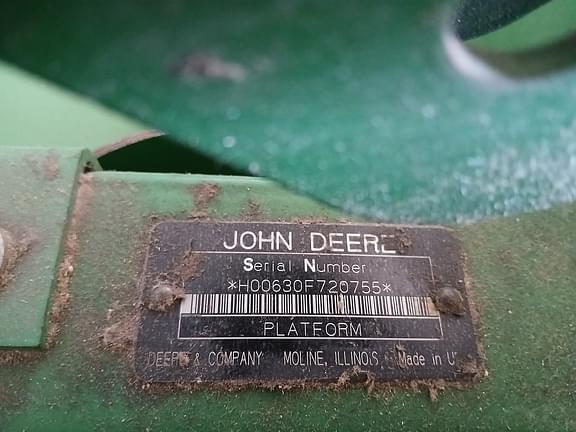 JOHN DEERE
Serial Number
*H00630F720755*
PLATFORM
DEERE & COMPANY MOLINE, ILLINOIS Made in U